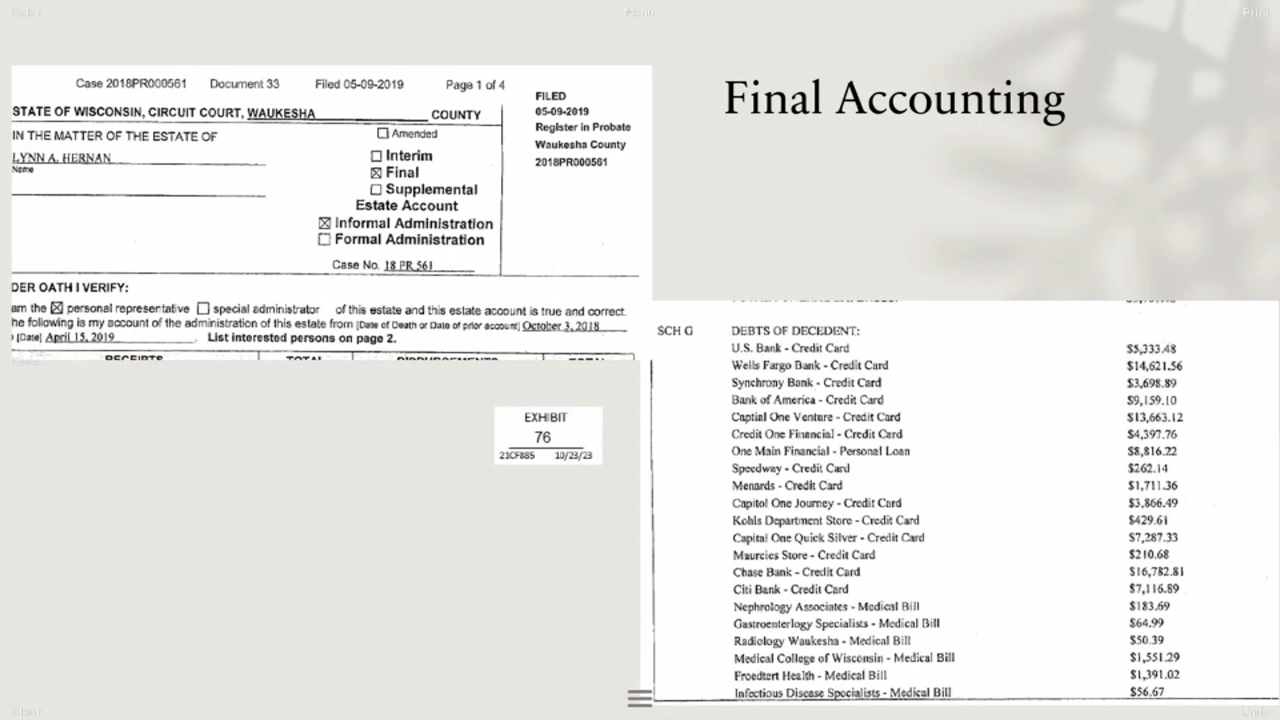 Color
Print
Final Accounting
Case 2018PR000561 Document 33 Filed 05-09-2019 Page 1 of 4
FILED
05-09-2019
Register in Probate
Waukesha County
2018PR000561
STATE OF WISCONSIN, CIRCUIT COURT, WAUKESHA COUNTY
IN THE MATTER OF THE ESTATE OF
LYNN A. HERNAN
Name
Amended
Interim
☒ Final
Supplemental
Estate Account
☒ Informal Administration
Formal Administration
Case No. 18 PR 561
DER OATH I VERIFY:
am the ☒ personal representative special administrator of this estate and this estate account is true and correct.
he following is my account of the administration of this estate from [Date of Death or Date of prior account] October 3, 2018
[Date] April 15, 2019. List interested persons on page 2.
RECEIPTS TOTAL DISBURSEMENTS TOTAL
EXHIBIT
76
21CF885 10/23/23
SCH G DEBTS OF DECEDENT:
U.S. Bank - Credit Card $5,333.48
Wells Fargo Bank - Credit Card $14,621.56
Synchrony Bank - Credit Card $3,698.89
Bank of America - Credit Card $9,159.10
Captial One Venture - Credit Card $13,663.12
Credit One Financial - Credit Card $4,397.76
One Main Financial - Personal Loan $8,816.22
Speedway - Credit Card $262.14
Menards - Credit Card $1,711.36
Capitol One Journey - Credit Card $3,866.49
Kohls Department Store - Credit Card $429.61
Capital One Quick Silver - Credit Card $7,287.33
Maurcies Store - Credit Card $210.68
Chase Bank - Credit Card $16,782.81
Citi Bank - Credit Card $7,116.89
Nephrology Associates - Medical Bill $183.69
Gastroenterlogy Specialists - Medical Bill $64.99
Radiology Waukesha - Medical Bill $50.39
Medical College of Wisconsin - Medical Bill $1,551.29
Froedtert Health - Medical Bill $1,391.02
Infectious Disease Specialists - Medical Bill $56.67
Clear
Undo